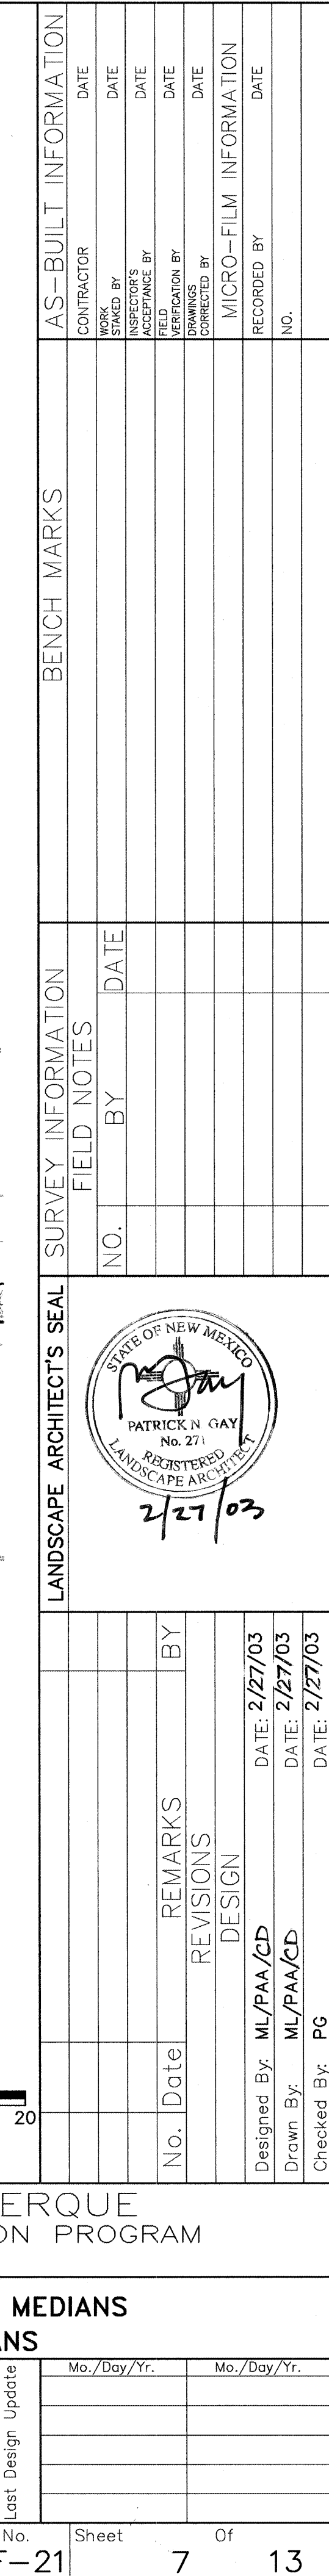 AS-BUILT INFORMATION
CONTRACTOR DATE
WORK
STAKED BY DATE
INSPECTOR'S
ACCEPTANCE BY DATE
FIELD
VERIFICATION BY DATE
DRAWINGS
CORRECTED BY DATE
MICRO-FILM INFORMATION
RECORDED BY DATE
NO.
BENCH MARKS
SURVEY INFORMATION
FIELD NOTES
NO. BY DATE
LANDSCAPE ARCHITECT'S SEAL
STATE OF NEW MEXICO
PATRICK N GAY
No. 271
REGISTERED
LANDSCAPE ARCHITECT
2/27/03
No. Date REMARKS BY
REVISIONS
DESIGN
Designed By: ML/PAA/CD DATE: 2/27/03
Drawn By: ML/PAA/CD DATE: 2/27/03
Checked By: PG DATE: 2/27/03
20
ERQUE
ON PROGRAM
MEDIANS
ANS
Last Design Update
Mo./Day/Yr. Mo./Day/Yr.
No. Sheet Of
F-21 7 13